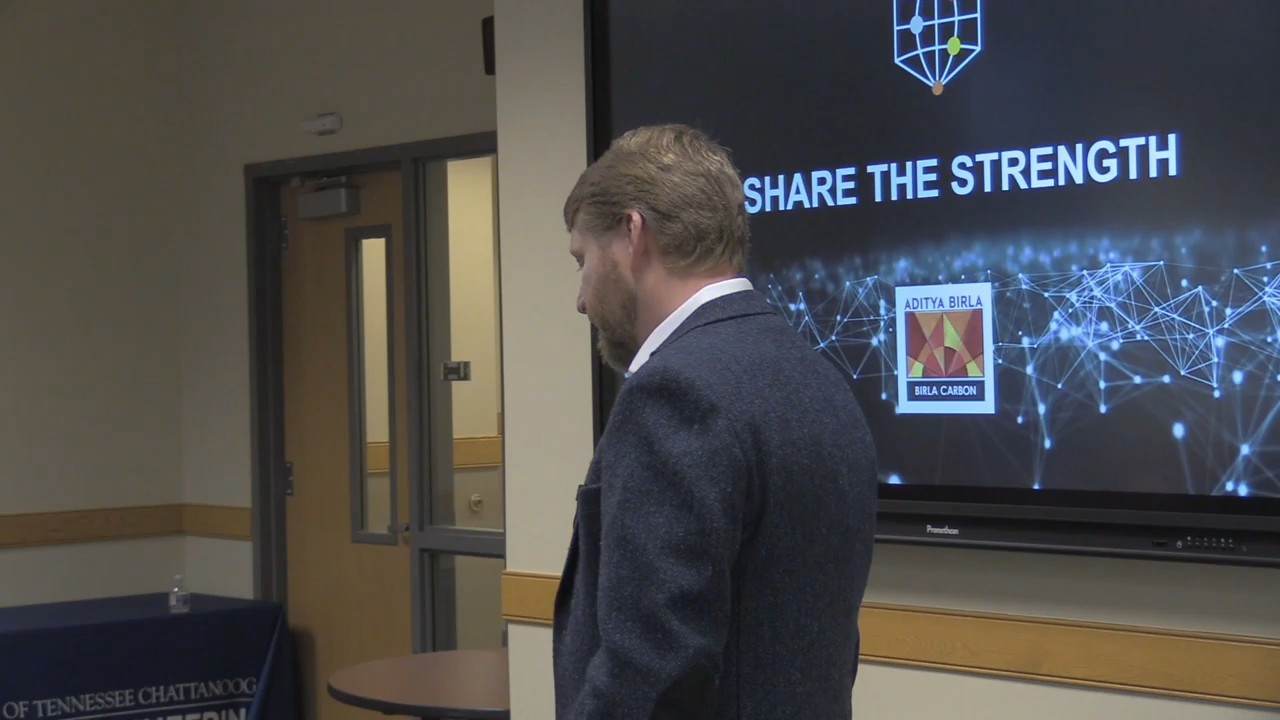 SHARE THE STRENGTH
ADITYA BIRLA
BIRLA CARBON
Promethean
OF TENNESSEE CHATTANOOG